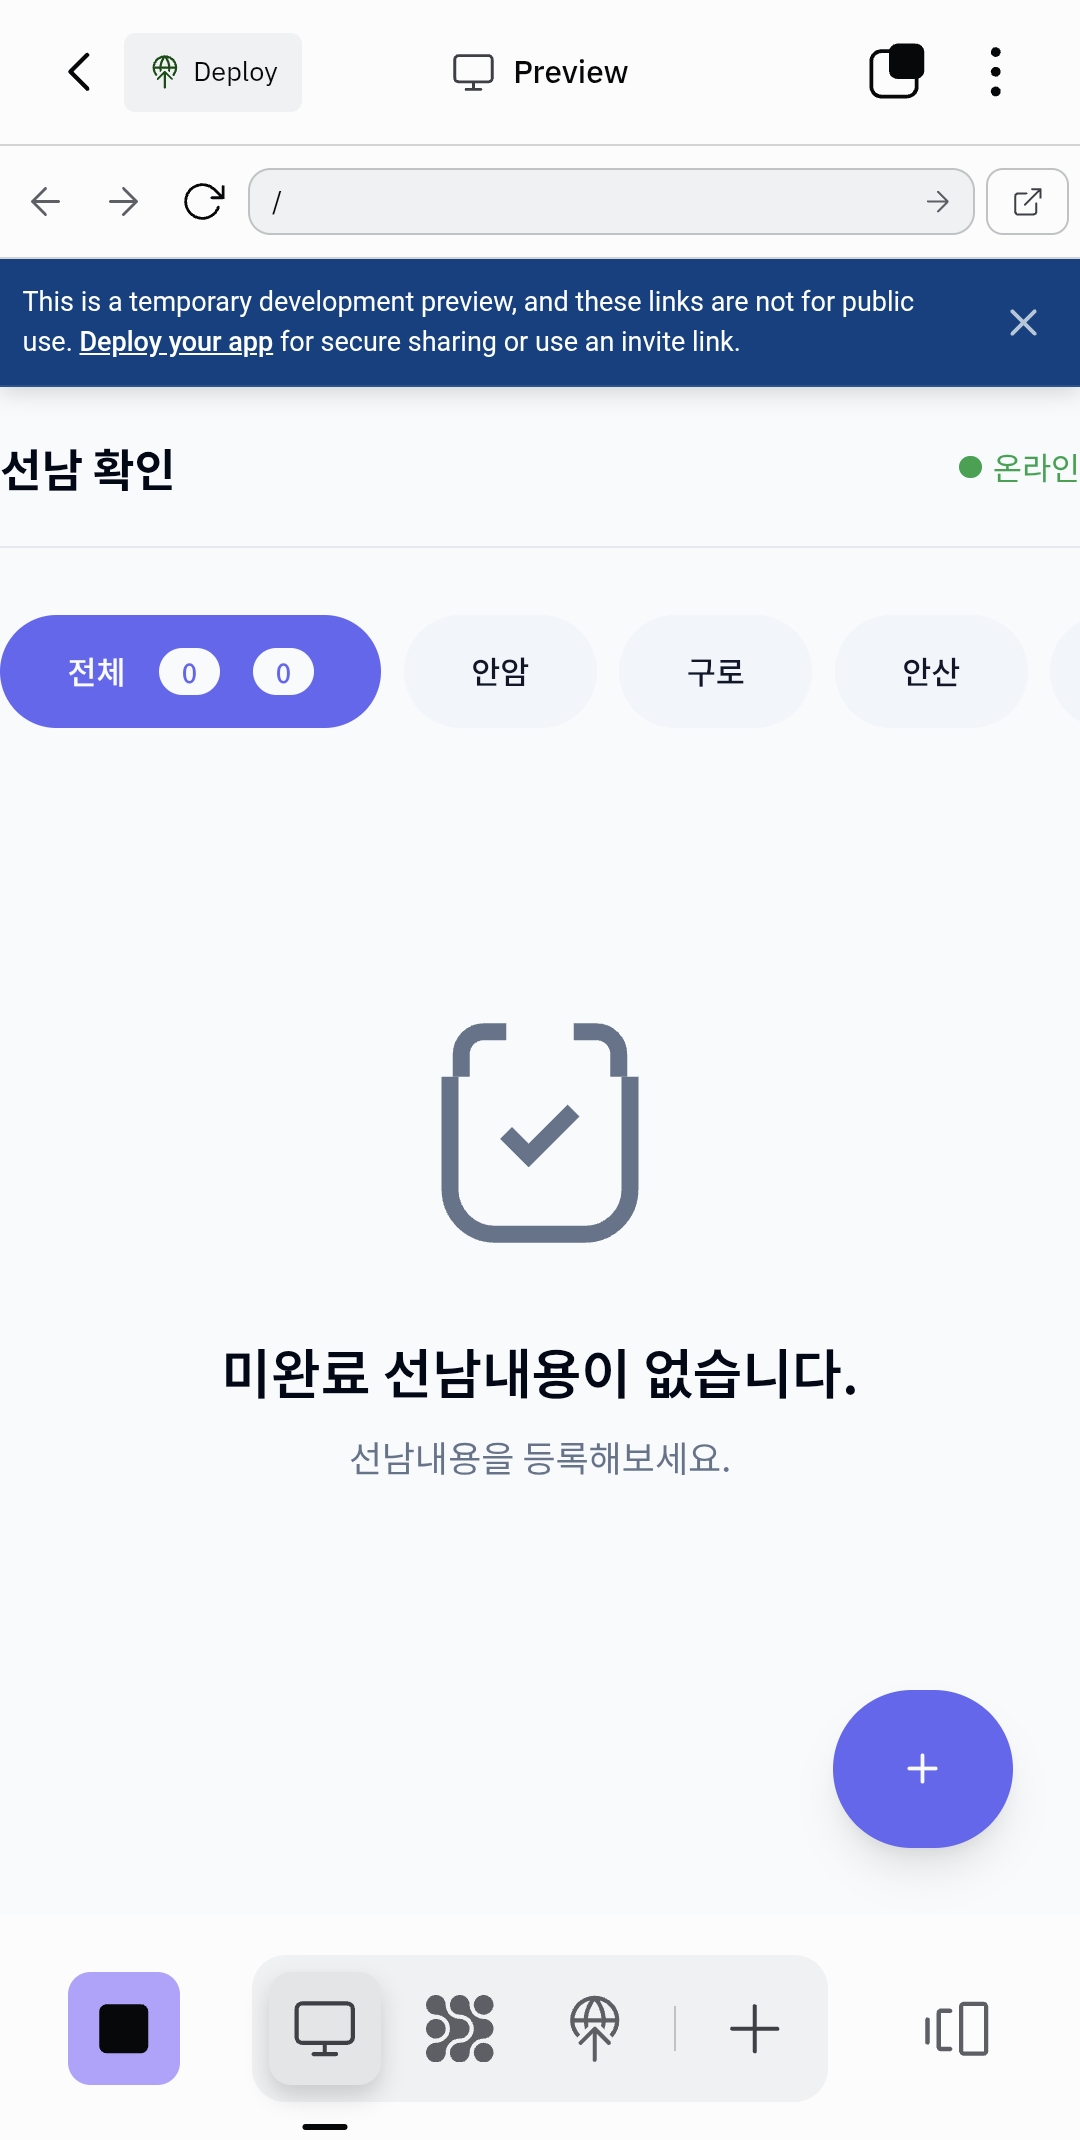 Deploy
Preview
/
This is a temporary development preview, and these links are not for public
use. Deploy your app for secure sharing or use an invite link.
선남 확인
온라인
전체 0 0
안암
구로
안산
미완료 선남내용이 없습니다.
선남내용을 등록해보세요.